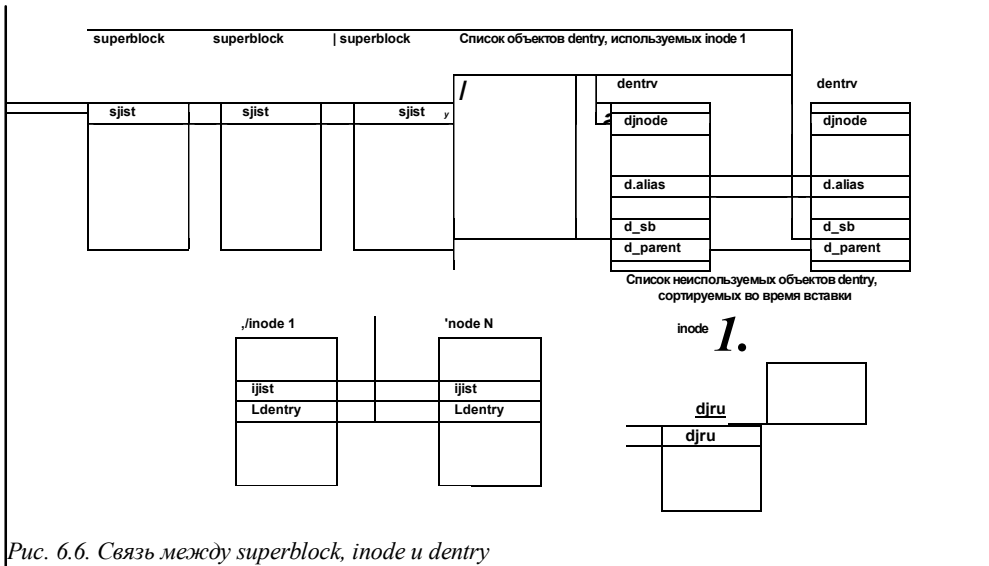 superblock superblock | superblock Список объектов dentry, используемых inode 1
/
dentrv dentrv
sjist sjist sjist y
djnode djnode
d.alias d.alias
d_sb d_sb
d_parent d_parent
Список неиспользуемых объектов dentry,
сортируемых во время вставки
,/inode 1 'node N inode 1.
ijist ijist
Ldentry Ldentry djru
djru
Рис. 6.6. Связь между superblock, inode и dentry